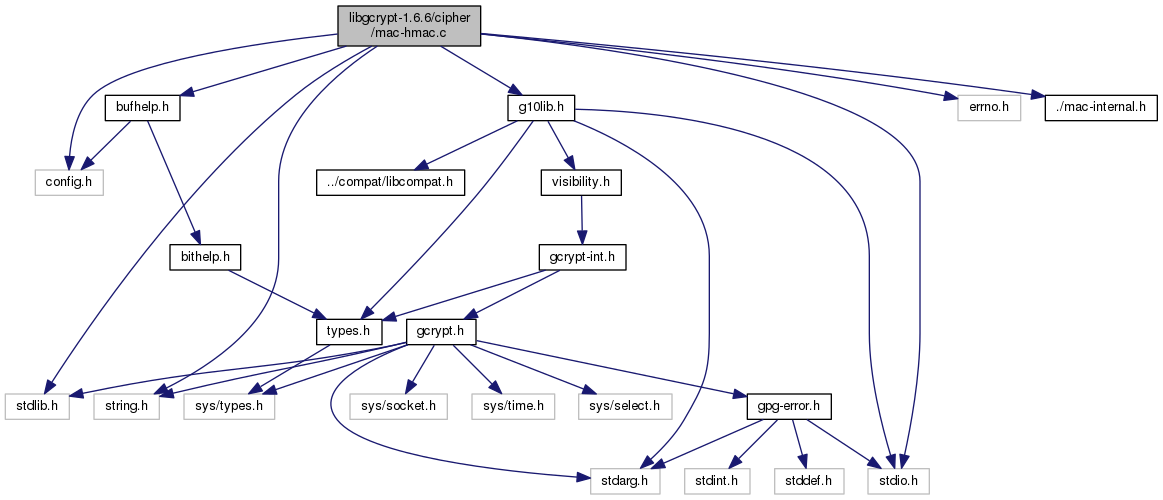 libgcrypt-1.6.6/cipher
/mac-hmac.c
bufhelp.h
g10lib.h
errno.h
./mac-internal.h
config.h
../compat/libcompat.h
visibility.h
bithelp.h
gcrypt-int.h
types.h
gcrypt.h
stdlib.h
string.h
sys/types.h
sys/socket.h
sys/time.h
sys/select.h
gpg-error.h
stdarg.h
stdint.h
stddef.h
stdio.h